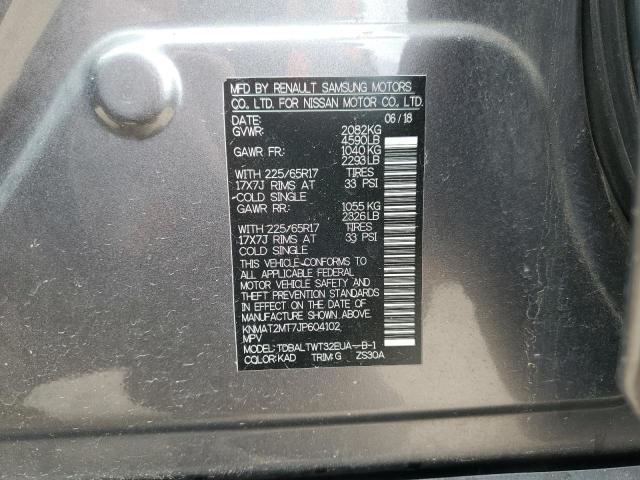 MFD BY RENAULT SAMSUNG MOTORS
CO., LTD. FOR NISSAN MOTOR CO., LTD.
DATE: 06/18
GVWR: 2082KG
4590LB
GAWR FR: 1040KG
2293LB
WITH 225/65R17 TIRES
17X7J RIMS AT 33 PSI
COLD SINGLE
GAWR RR: 1055 KG
2326LB
WITH 225/65R17 TIRES
17X7J RIMS AT 33 PSI
COLD SINGLE
THIS VEHICLE CONFORMS TO
ALL APPLICABLE FEDERAL
MOTOR VEHICLE SAFETY AND
THEFT PREVENTION STANDARDS
IN EFFECT ON THE DATE OF
MANUFACTURE SHOWN ABOVE.
KNMAT2MT7JP604102
MPV
MODEL: TDBALTWT32EUA-B-1
COLOR: KAD TRIM: G ZS30A